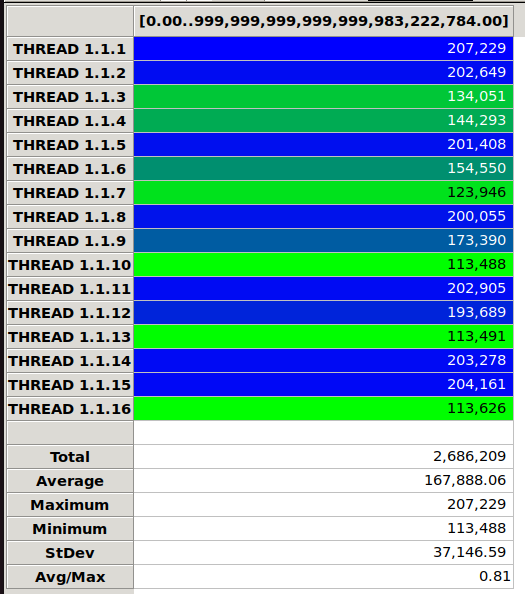 [0.00..999,999,999,999,999,983,222,784.00]
THREAD 1.1.1 207,229
THREAD 1.1.2 202,649
THREAD 1.1.3 134,051
THREAD 1.1.4 144,293
THREAD 1.1.5 201,408
THREAD 1.1.6 154,550
THREAD 1.1.7 123,946
THREAD 1.1.8 200,055
THREAD 1.1.9 173,390
THREAD 1.1.10 113,488
THREAD 1.1.11 202,905
THREAD 1.1.12 193,689
THREAD 1.1.13 113,491
THREAD 1.1.14 203,278
THREAD 1.1.15 204,161
THREAD 1.1.16 113,626
Total 2,686,209
Average 167,888.06
Maximum 207,229
Minimum 113,488
StDev 37,146.59
Avg/Max 0.81